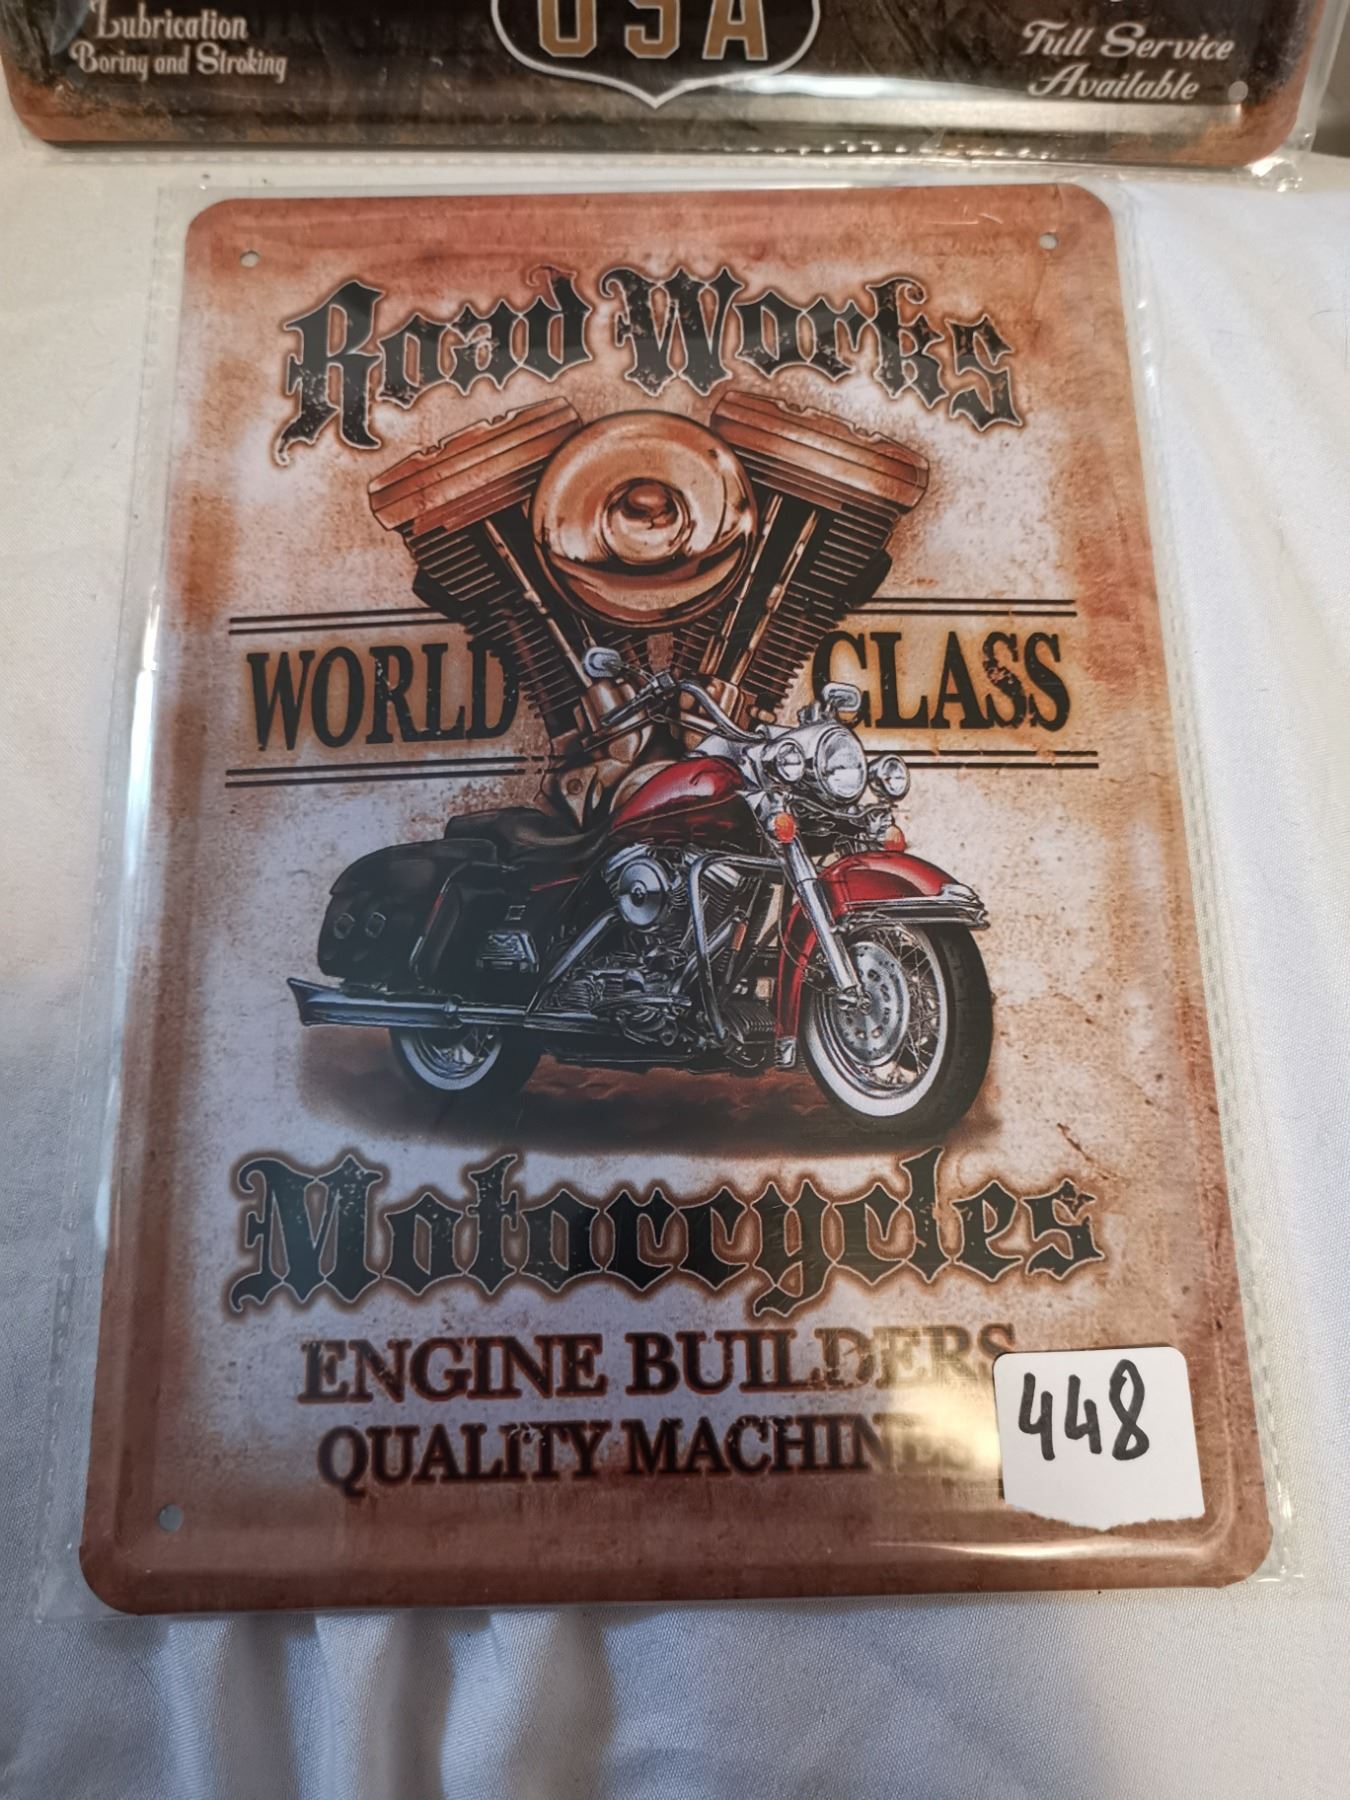 Lubrication
Boring and Stroking
USA
Full Service
Available
Road Works
WORLD CLASS
Motorcycles
ENGINE BUILDERS
QUALITY MACHINES
448